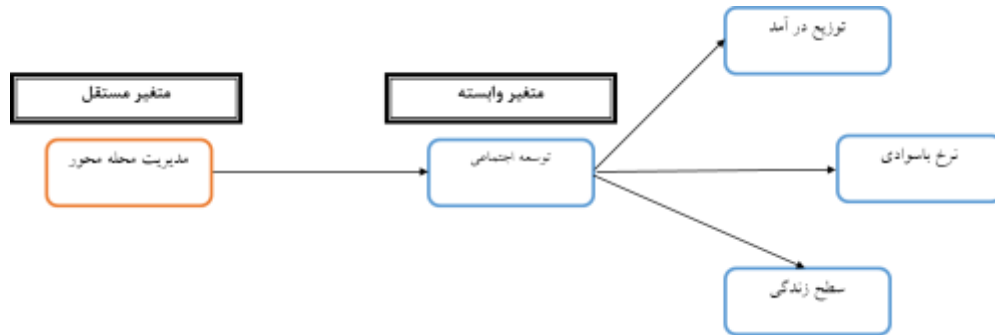 توزیع در آمد
متغیر وابسته
متغیر مستقل
نرخ باسوادی
توسعه اجتماعی
مدیریت محله محور
سطح زندگی